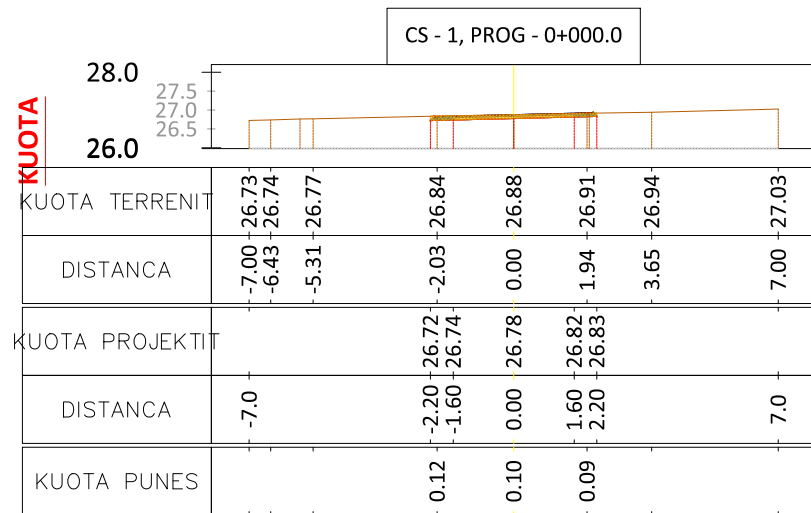 CS - 1, PROG - 0+000.0
KUOTA
28.0
27.5
27.0
26.5
26.0
KUOTA TERRENIT 26.73 26.74 26.77 26.84 26.88 26.91 26.94 27.03
DISTANCA -7.00 -6.43 -5.31 -2.03 0.00 1.94 3.65 7.00
KUOTA PROJEKTIT 26.72 26.74 26.78 26.82 26.83
DISTANCA -7.0 -2.20 -1.60 0.00 1.60 2.20 7.0
KUOTA PUNES 0.12 0.10 0.09